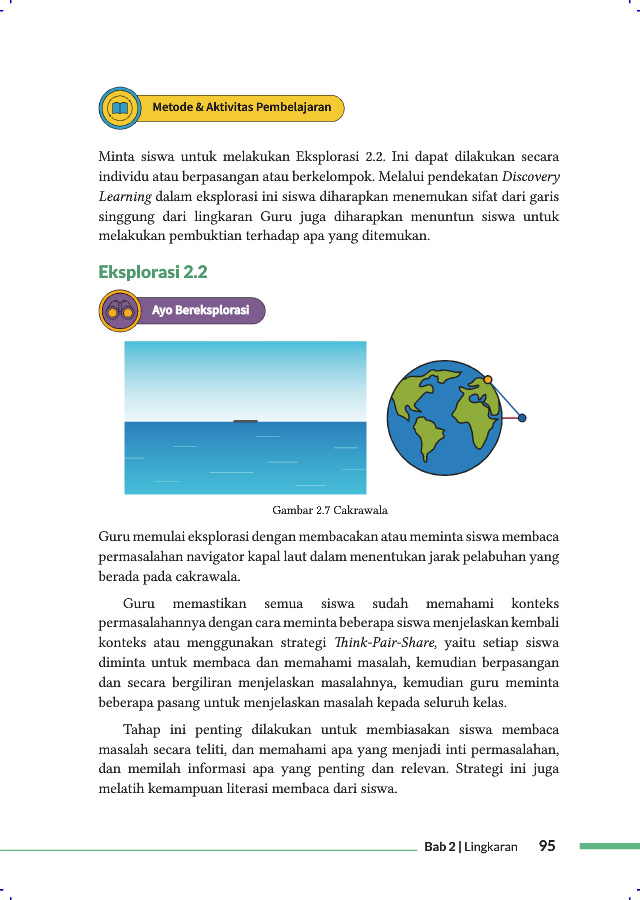 Metode & Aktivitas Pembelajaran
Minta siswa untuk melakukan Eksplorasi 2.2. Ini dapat dilakukan secara
individu atau berpasangan atau berkelompok. Melalui pendekatan Discovery
Learning dalam eksplorasi ini siswa diharapkan menemukan sifat dari garis
singgung dari lingkaran Guru juga diharapkan menuntun siswa untuk
melakukan pembuktian terhadap apa yang ditemukan.
Eksplorasi 2.2
Ayo Bereksplorasi
Gambar 2.7 Cakrawala
Guru memulai eksplorasi dengan membacakan atau meminta siswa membaca
permasalahan navigator kapal laut dalam menentukan jarak pelabuhan yang
berada pada cakrawala.
Guru memastikan semua siswa sudah memahami konteks
permasalahannya dengan cara meminta beberapa siswa menjelaskan kembali
konteks atau menggunakan strategi Think-Pair-Share, yaitu setiap siswa
diminta untuk membaca dan memahami masalah, kemudian berpasangan
dan secara bergiliran menjelaskan masalahnya, kemudian guru meminta
beberapa pasang untuk menjelaskan masalah kepada seluruh kelas.
Tahap ini penting dilakukan untuk membiasakan siswa membaca
masalah secara teliti, dan memahami apa yang menjadi inti permasalahan,
dan memilah informasi apa yang penting dan relevan. Strategi ini juga
melatih kemampuan literasi membaca dari siswa.
Bab 2 | Lingkaran 95